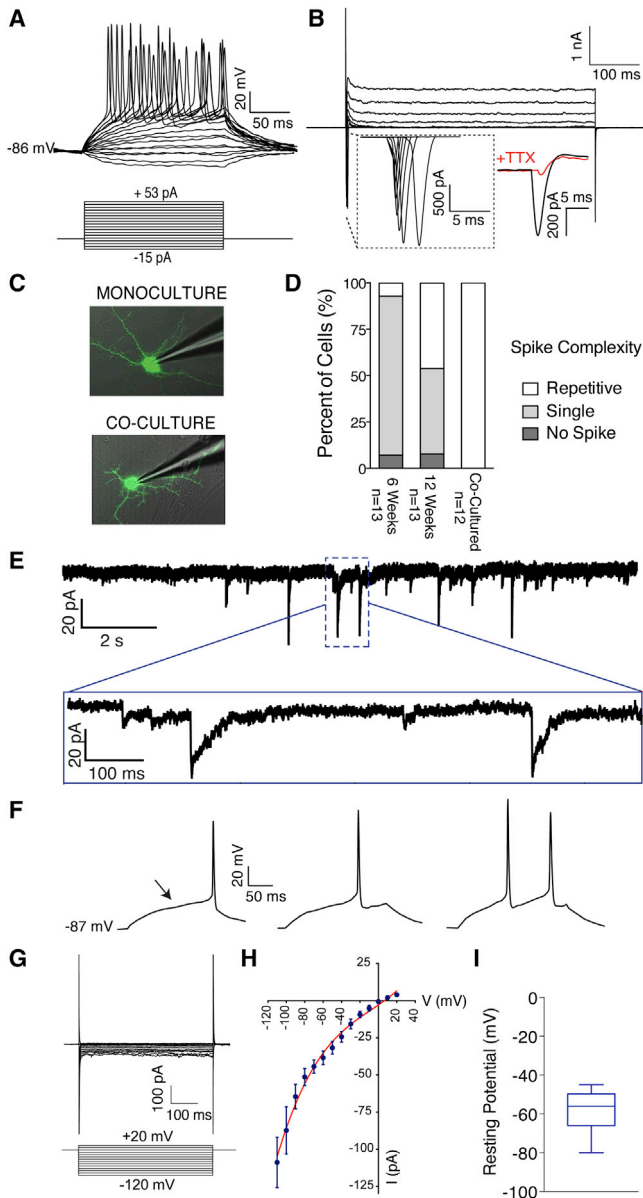 A
-86 mV
20 mV
50 ms
+ 53 pA
-15 pA
B
1 nA
100 ms
+TTX
500 pA
5 ms
200 pA
5 ms
C
MONOCULTURE
CO-CULTURE
D
Percent of Cells (%)
100
75
50
25
0
6 Weeks
n=13
12 Weeks
n=13
Co-Cultured
n=12
Spike Complexity
Repetitive
Single
No Spike
E
20 pA
2 s
20 pA
100 ms
F
-87 mV
20 mV
50 ms
G
100 pA
100 ms
+20 mV
-120 mV
H
25
V (mV)
-120
-100
-80
-60
-40
-20
20
40
-25
-50
-75
-100
-125
I (pA)
I
Resting Potential (mV)
0
-20
-40
-60
-80
-100